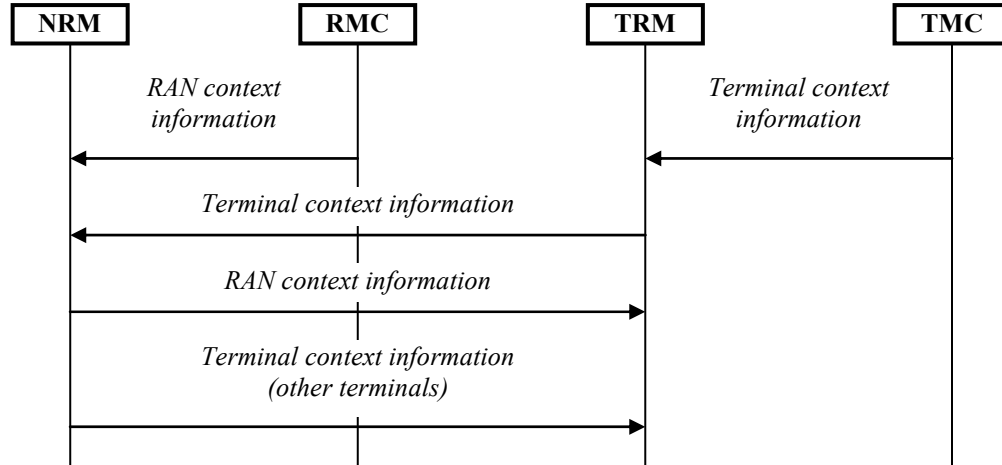 NRM
RMC
TRM
TMC
RAN context
information
Terminal context
information
Terminal context information
RAN context information
Terminal context information
(other terminals)